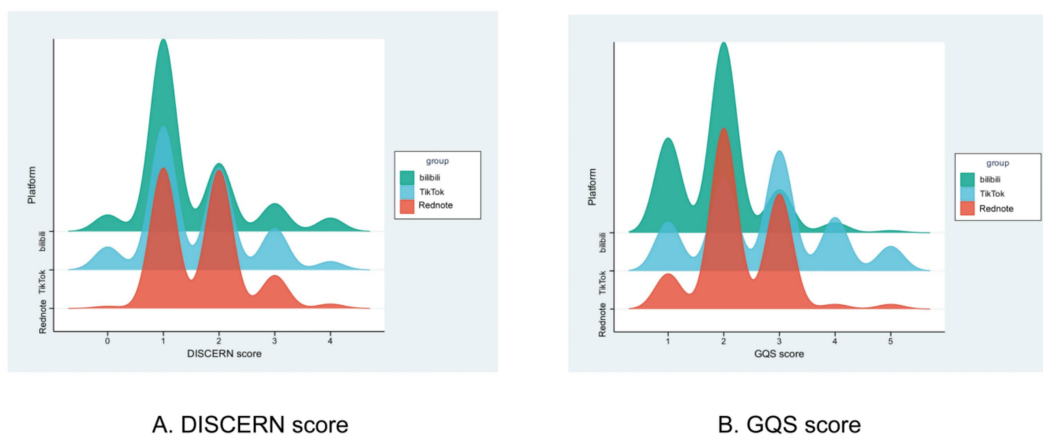 Platform
bilibili
TikTok
Rednote
0 1 2 3 4
DISCERN score
group
bilibili
TikTok
Rednote
A. DISCERN score
Platform
bilibili
TikTok
Rednote
1 2 3 4 5
GQS score
group
bilibili
TikTok
Rednote
B. GQS score